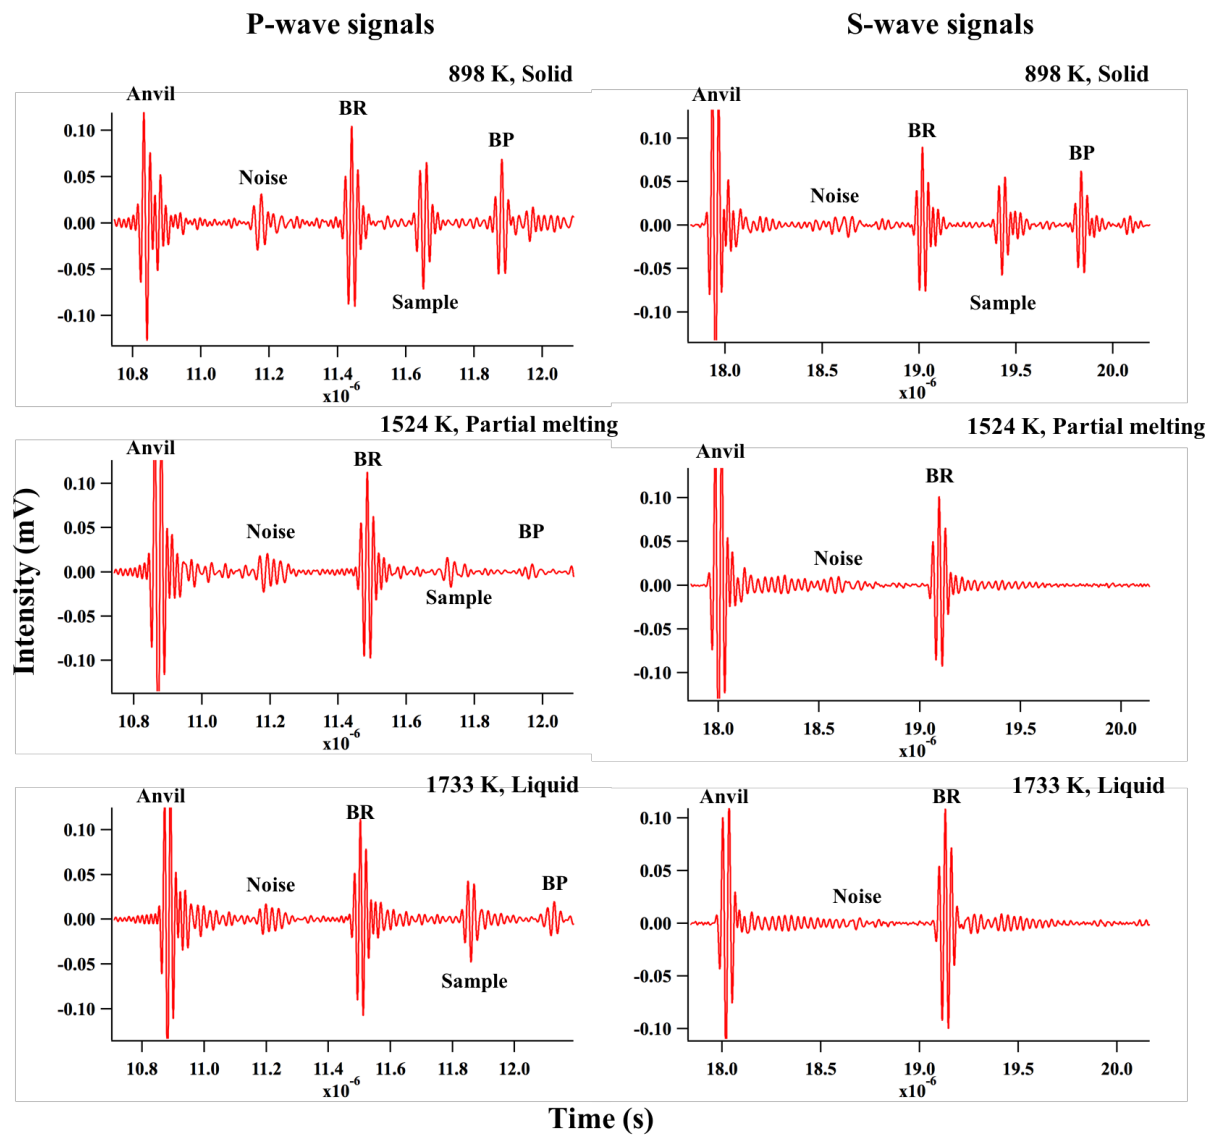 P-wave signals
S-wave signals
898 K, Solid
Anvil
BR
BP
Noise
Sample
0.10
0.05
0.00
-0.05
-0.10
10.8 11.0 11.2 11.4 11.6 11.8 12.0
x10-6
898 K, Solid
Anvil
BR
BP
Noise
Sample
0.10
0.05
0.00
-0.05
-0.10
18.0 18.5 19.0 19.5 20.0
x10-6
1524 K, Partial melting
Anvil
BR
BP
Noise
Sample
0.10
0.05
0.00
-0.05
-0.10
10.8 11.0 11.2 11.4 11.6 11.8 12.0
x10-6
1524 K, Partial melting
Anvil
BR
Noise
0.10
0.05
0.00
-0.05
-0.10
18.0 18.5 19.0 19.5 20.0
x10-6
Intensity (mV)
1733 K, Liquid
Anvil
BR
BP
Noise
Sample
0.10
0.05
0.00
-0.05
-0.10
10.8 11.0 11.2 11.4 11.6 11.8 12.0
x10-6
1733 K, Liquid
Anvil
BR
Noise
0.10
0.05
0.00
-0.05
-0.10
18.0 18.5 19.0 19.5 20.0
x10-6
Time (s)